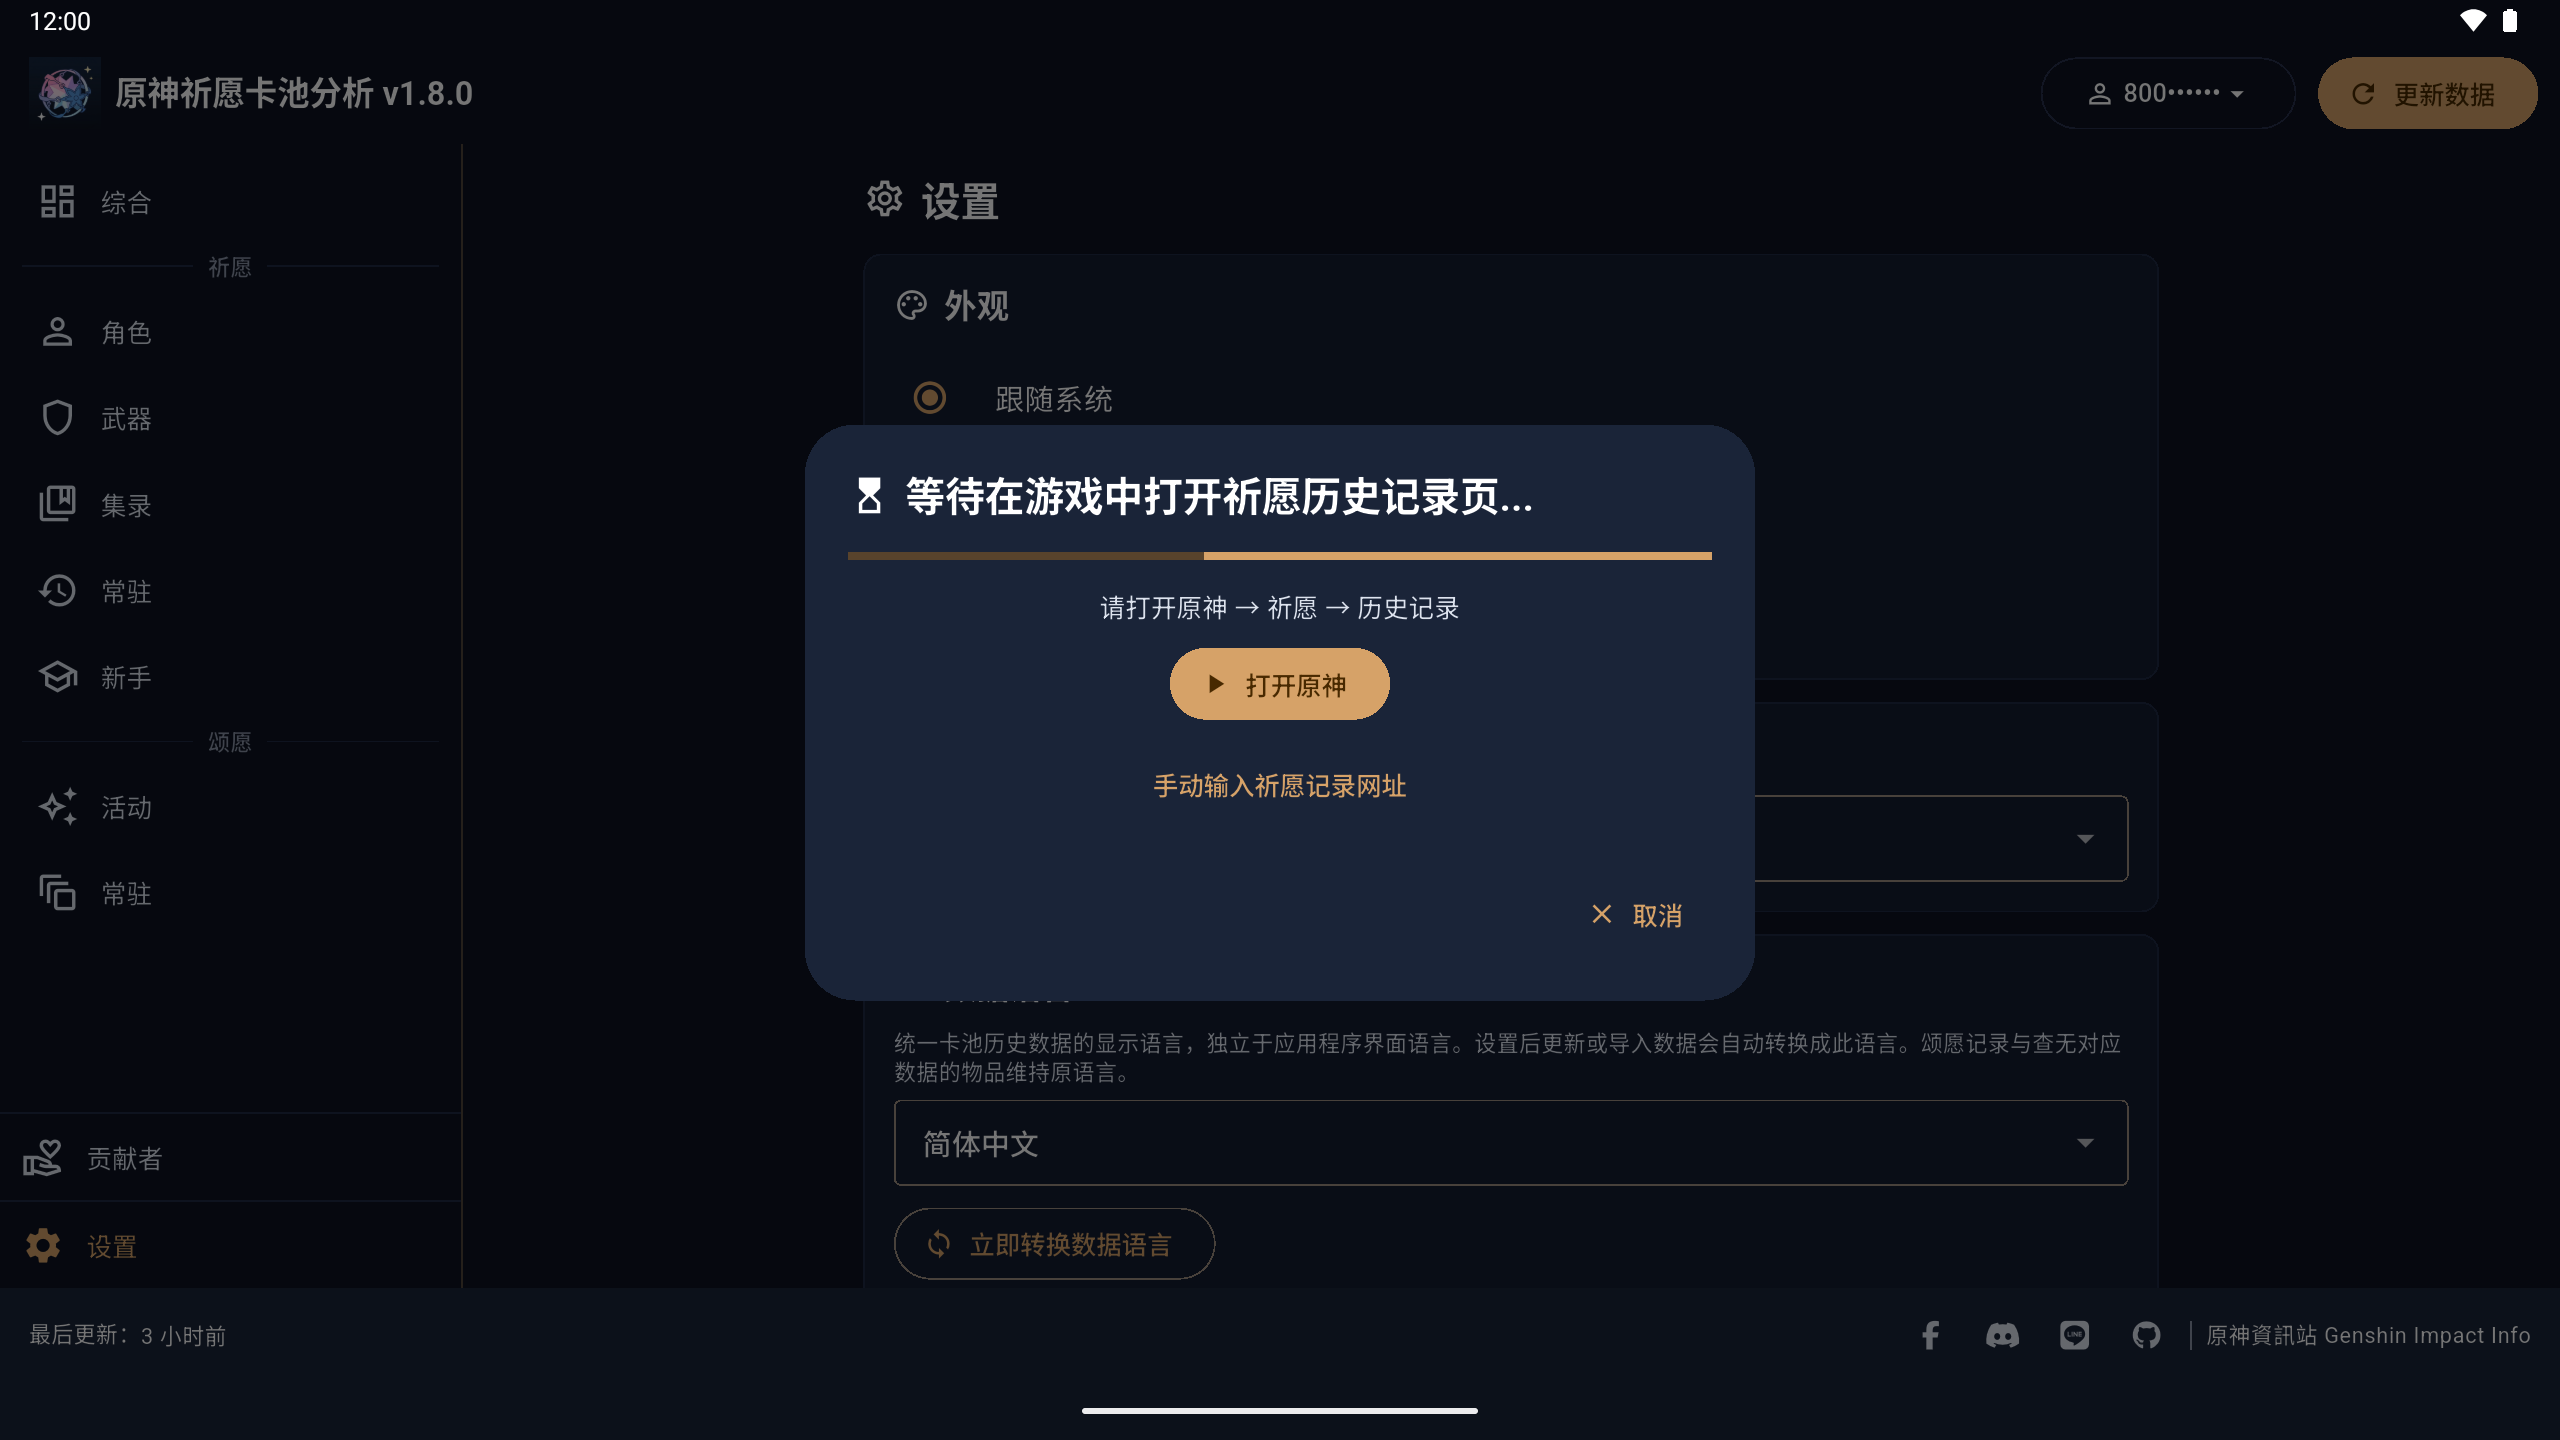 12:00
原神祈愿卡池分析 v1.8.0
800••••••
更新数据
综合
祈愿
角色
武器
集录
常驻
新手
颂愿
活动
常驻
贡献者
设置
设置
外观
跟随系统
等待在游戏中打开祈愿历史记录页...
请打开原神 → 祈愿 → 历史记录
打开原神
手动输入祈愿记录网址
取消
统一卡池历史数据的显示语言，独立于应用程序界面语言。设置后更新或导入数据会自动转换成此语言。颂愿记录与查无对应
数据的物品维持原语言。
简体中文
立即转换数据语言
最后更新：3 小时前
LINE
原神資訊站 Genshin Impact Info